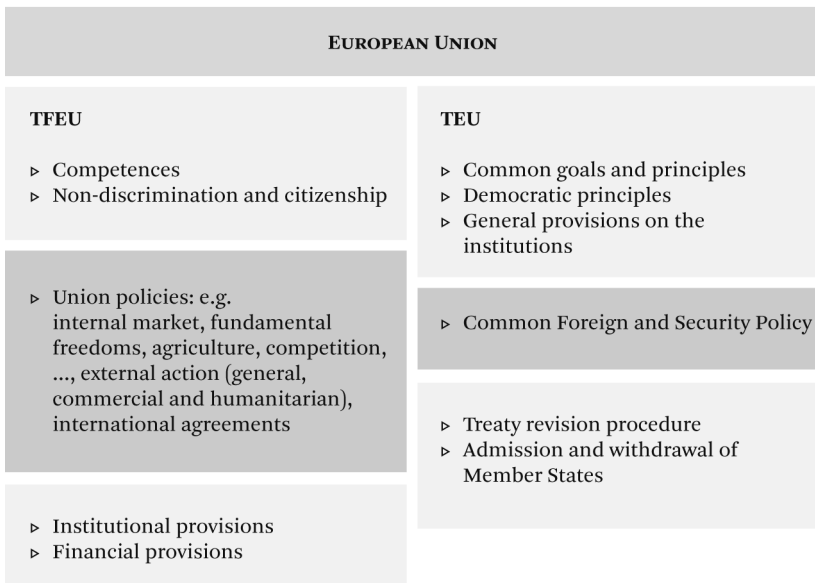 EUROPEAN UNION
TFEU
▹ Competences
▹ Non-discrimination and citizenship
▹ Union policies: e.g.
internal market, fundamental
freedoms, agriculture, competition,
..., external action (general,
commercial and humanitarian),
international agreements
▹ Institutional provisions
▹ Financial provisions
TEU
▹ Common goals and principles
▹ Democratic principles
▹ General provisions on the
institutions
▹ Common Foreign and Security Policy
▹ Treaty revision procedure
▹ Admission and withdrawal of
Member States